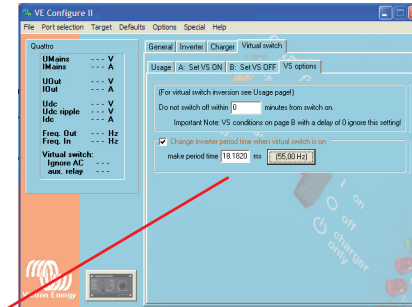 VE Configure II
File Port selection Target Defaults Options Special Help
Quattro
UMains --- V
IMains --- A
UOut --- V
IOut --- A
Udc --- V
Udc ripple --- V
Idc --- A
Freq. Out --- Hz
Freq. In --- Hz
Virtual switch:
Ignore AC ---
aux. relay ---
General Inverter Charger Virtual switch
Usage A: Set VS ON B: Set VS OFF VS options
(For virtual switch inversion see Usage page!)
Do not switch off within 0 minutes from switch on.
Important Note: VS conditions on page B with a delay of 0 ignore this setting!
Change inverter period time when virtual switch is on
make period time 18.1820 ms (55,00 Hz)
on
off
charger
only
Victron Energy